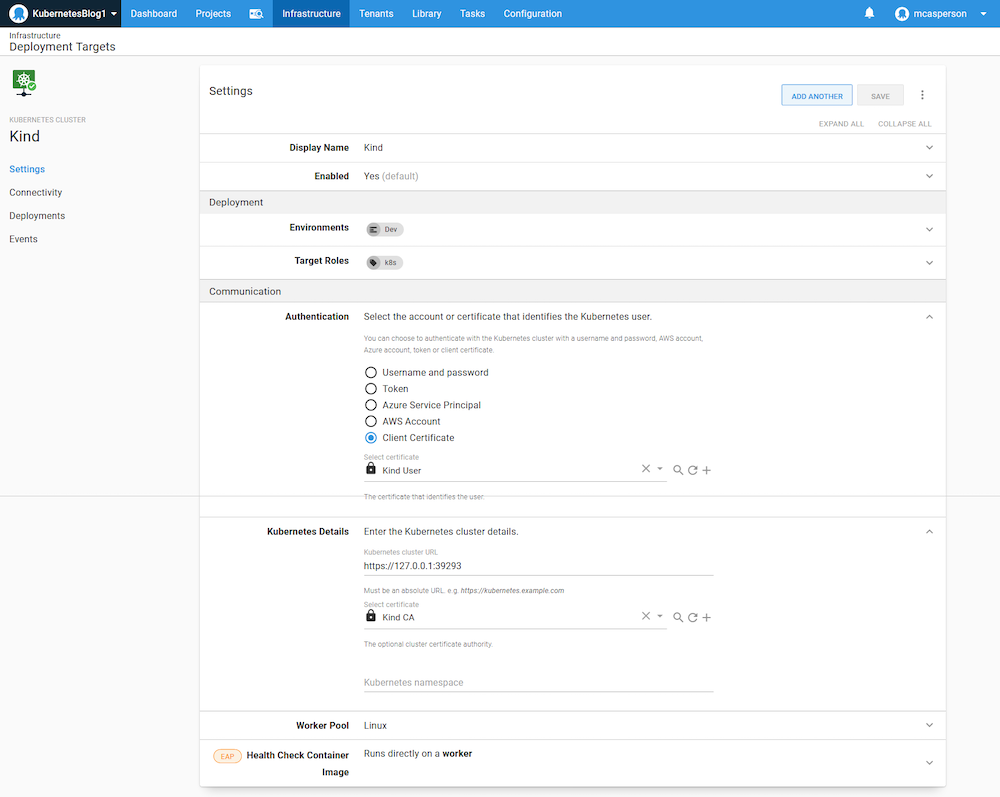 KubernetesBlog1 Dashboard Projects Infrastructure Tenants Library Tasks Configuration mcasperson
Infrastructure
Deployment Targets
KUBERNETES CLUSTER
Kind
Settings
Connectivity
Deployments
Events
Settings
ADD ANOTHER SAVE
EXPAND ALL COLLAPSE ALL
Display Name Kind
Enabled Yes (default)
Deployment
Environments Dev
Target Roles k8s
Communication
Authentication Select the account or certificate that identifies the Kubernetes user.
You can choose to authenticate with the Kubernetes cluster with a username and password, AWS account,
Azure account, token or client certificate.
Username and password
Token
Azure Service Principal
AWS Account
Client Certificate
Select certificate
Kind User
The certificate that identifies the user.
Kubernetes Details Enter the Kubernetes cluster details.
Kubernetes cluster URL
https://127.0.0.1:39293
Must be an absolute URL. e.g. https://kubernetes.example.com
Select certificate
Kind CA
The optional cluster certificate authority.
Kubernetes namespace
Worker Pool Linux
EAP Health Check Container Image Runs directly on a worker